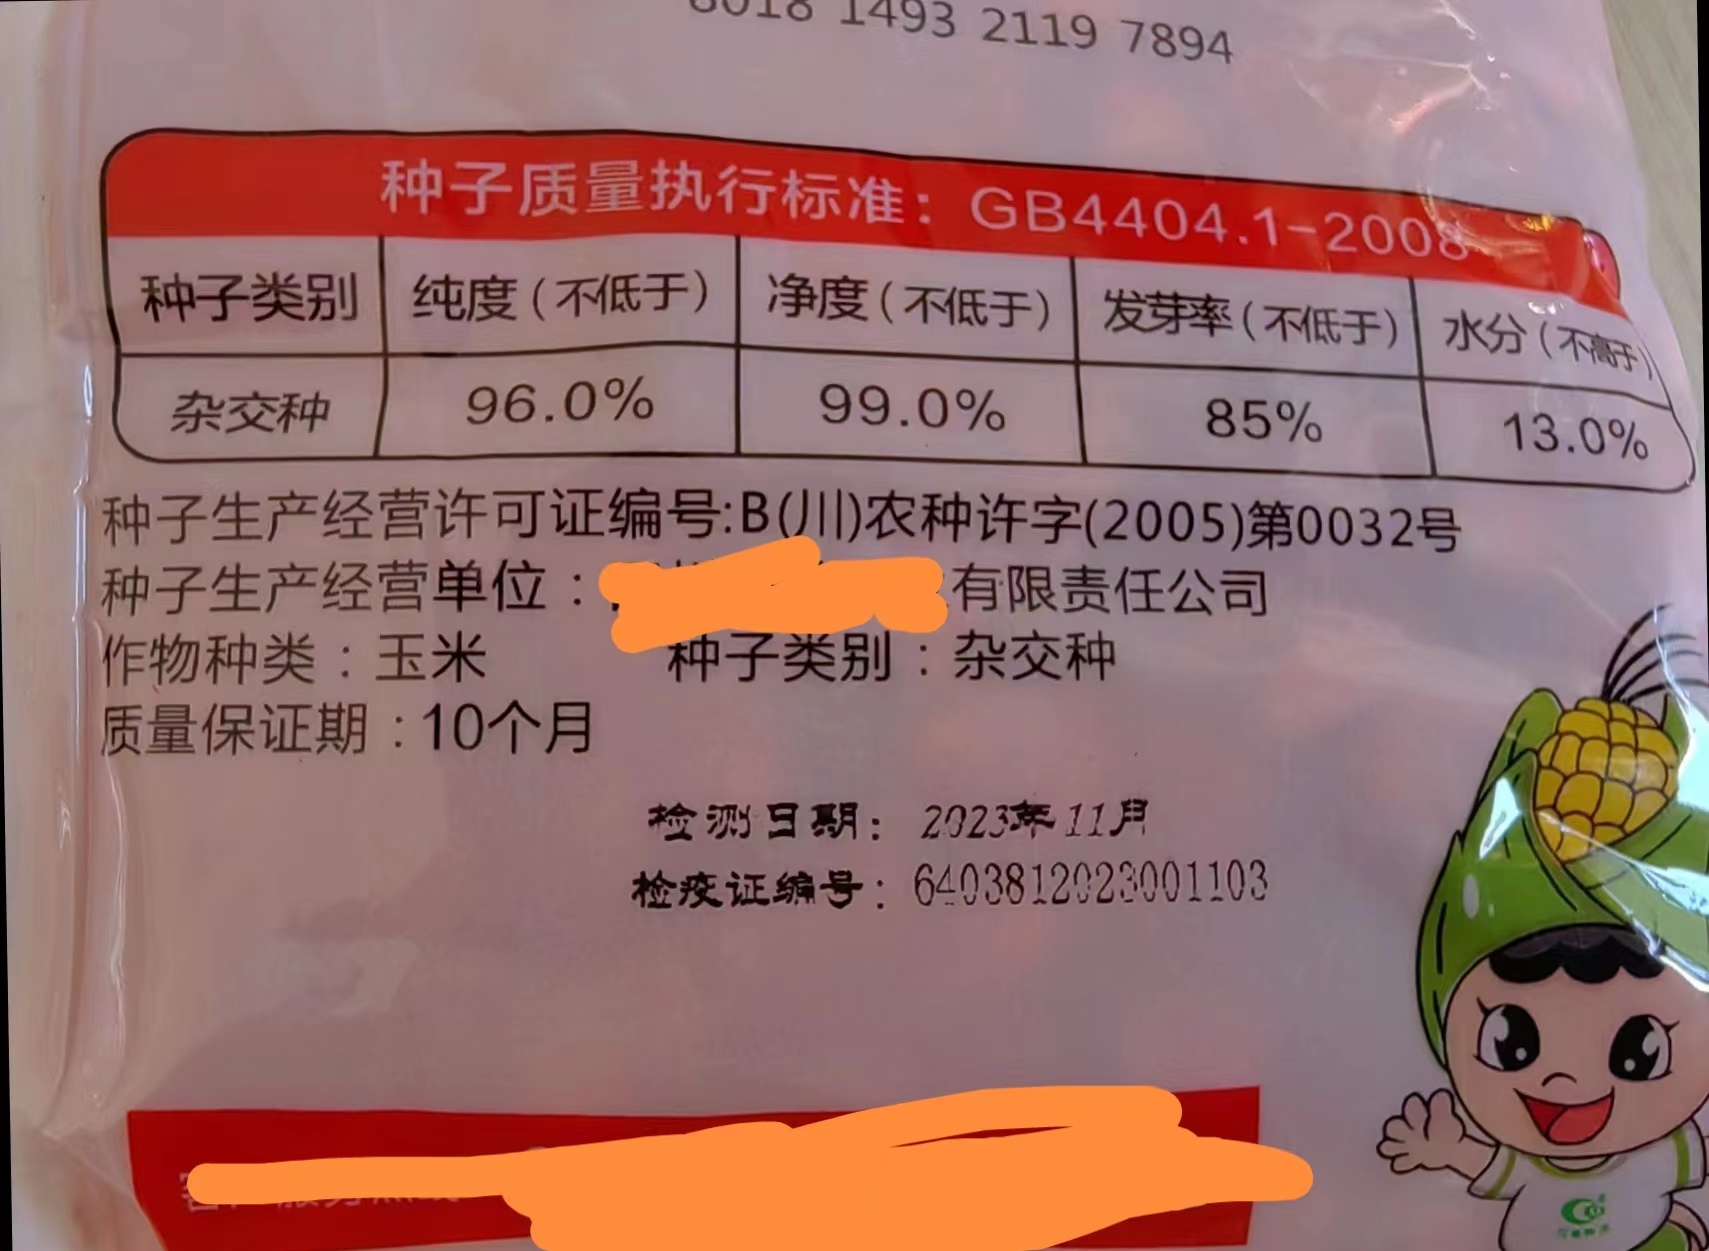 8018 1493 2119 7894
种子质量执行标准：GB4404.1-2008
种子类别 纯度(不低于) 净度(不低于) 发芽率(不低于) 水分(不高于)
杂交种 96.0% 99.0% 85% 13.0%
种子生产经营许可证编号:B(川)农种许字(2005)第0032号
种子生产经营单位：有限责任公司
作物种类：玉米 种子类别：杂交种
质量保证期：10个月
检测日期：2023年11月
检疫证编号：6403812023001103